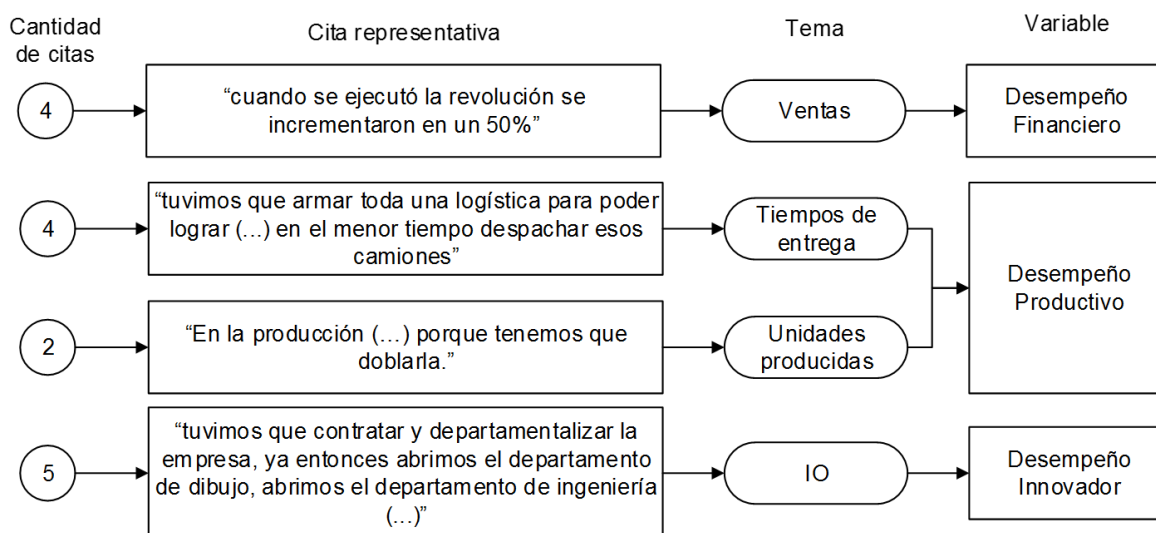 Cantidad
de citas
Cita representativa
Tema
Variable
4
“cuando se ejecutó la revolución se
incrementaron en un 50%”
Ventas
Desempeño
Financiero
4
“tuvimos que armar toda una logística para poder
lograr (...) en el menor tiempo despachar esos
camiones”
Tiempos de
entrega
Desempeño
Productivo
2
“En la producción (...) porque tenemos que
doblarla.”
Unidades
producidas
5
“tuvimos que contratar y departamentalizar la
empresa, ya entonces abrimos el departamento
de dibujo, abrimos el departamento de ingeniería
(...)”
IO
Desempeño
Innovador